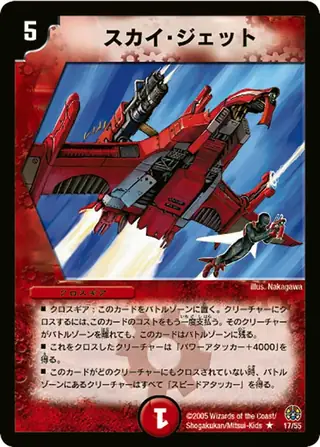 5
スカイ・ジェット
illus. Nakagawa
クロスギア
■ クロスギア：このカードをバトルゾーンに置く。クリーチャーに
クロスするには、このカードのコストをもう一度支払う。そのクリーチャー
がバトルゾーンを離れても、このカードはバトルゾーンに残る。
■ これをクロスしたクリーチャーは「パワーアタッカー+4000」を
得る。
■ このカードがどのクリーチャーにもクロスされていない時、バトル
ゾーンにある自分のクリーチャーはすべて「スピードアタッカー」を得る。
1
©2005 Wizards of the Coast/
Shogakukan/Mitsui-Kids ★ 17/55